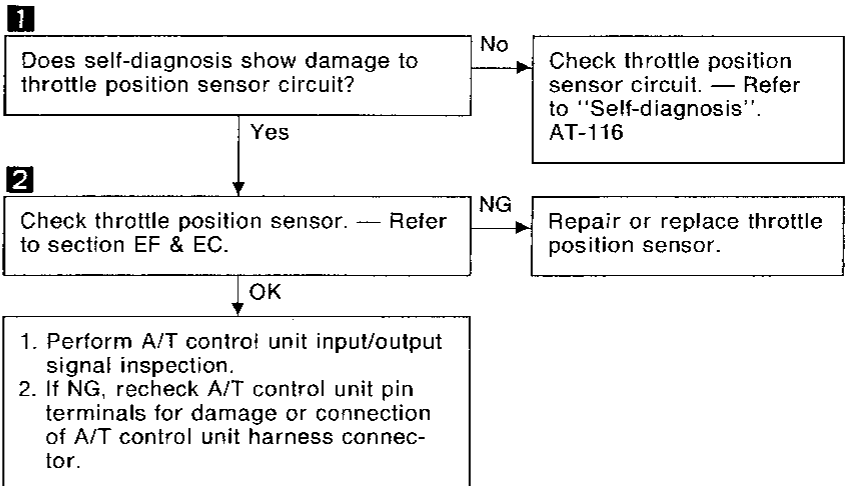 1
Does self-diagnosis show damage to
throttle position sensor circuit?
No
Check throttle position
sensor circuit. — Refer
to "Self-diagnosis".
AT-116
Yes
2
Check throttle position sensor. — Refer
to section EF & EC.
NG
Repair or replace throttle
position sensor.
OK
1. Perform A/T control unit input/output
signal inspection.
2. If NG, recheck A/T control unit pin
terminals for damage or connection
of A/T control unit harness connec-
tor.